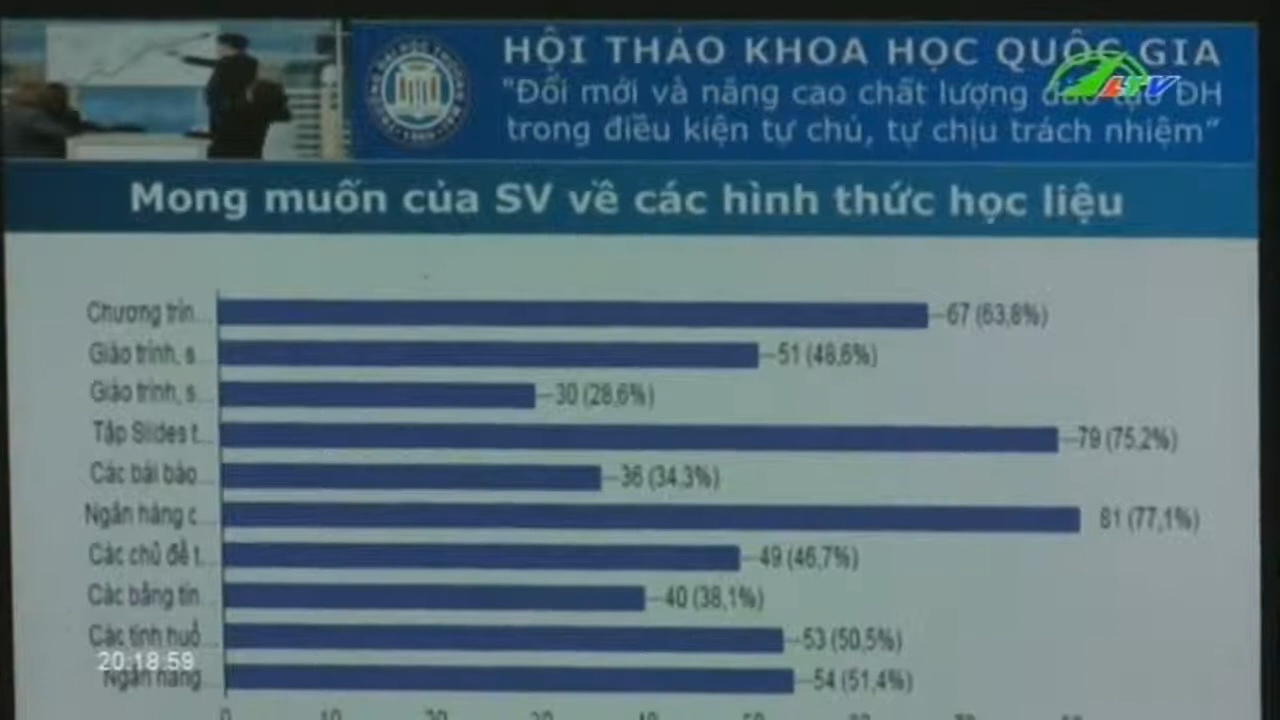 HỘI THẢO KHOA HỌC QUỐC GIA
LTV
"Đổi mới và nâng cao chất lượng đào tạo ĐH
trong điều kiện tự chủ, tự chịu trách nhiệm"
Mong muốn của SV về các hình thức học liệu
Chương trìn... 67 (63,8%)
Giáo trình, s... 51 (48,6%)
Giáo trình, s... 30 (28,6%)
Tập Slides t... 79 (75,2%)
Các bài báo... 36 (34,3%)
Ngân hàng c... 81 (77,1%)
Các chủ đề t... 49 (46,7%)
Các bảng tin... 40 (38,1%)
Các tình huố... 53 (50,5%)
20:18:59
Ngân hàng... 54 (51,4%)